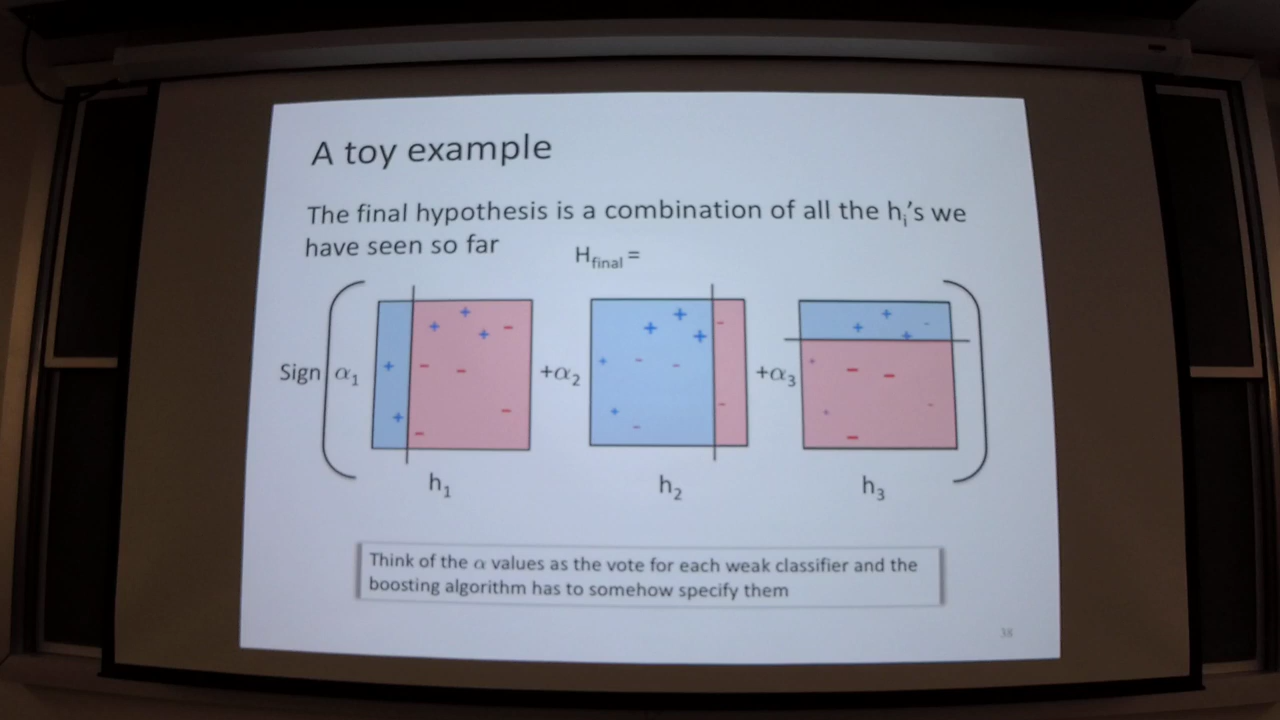 A toy example
The final hypothesis is a combination of all the hᵢ's we
have seen so far
H_final =
Sign ( α₁ +α₂ +α₃ )
h₁ h₂ h₃
Think of the α values as the vote for each weak classifier and the
boosting algorithm has to somehow specify them
38